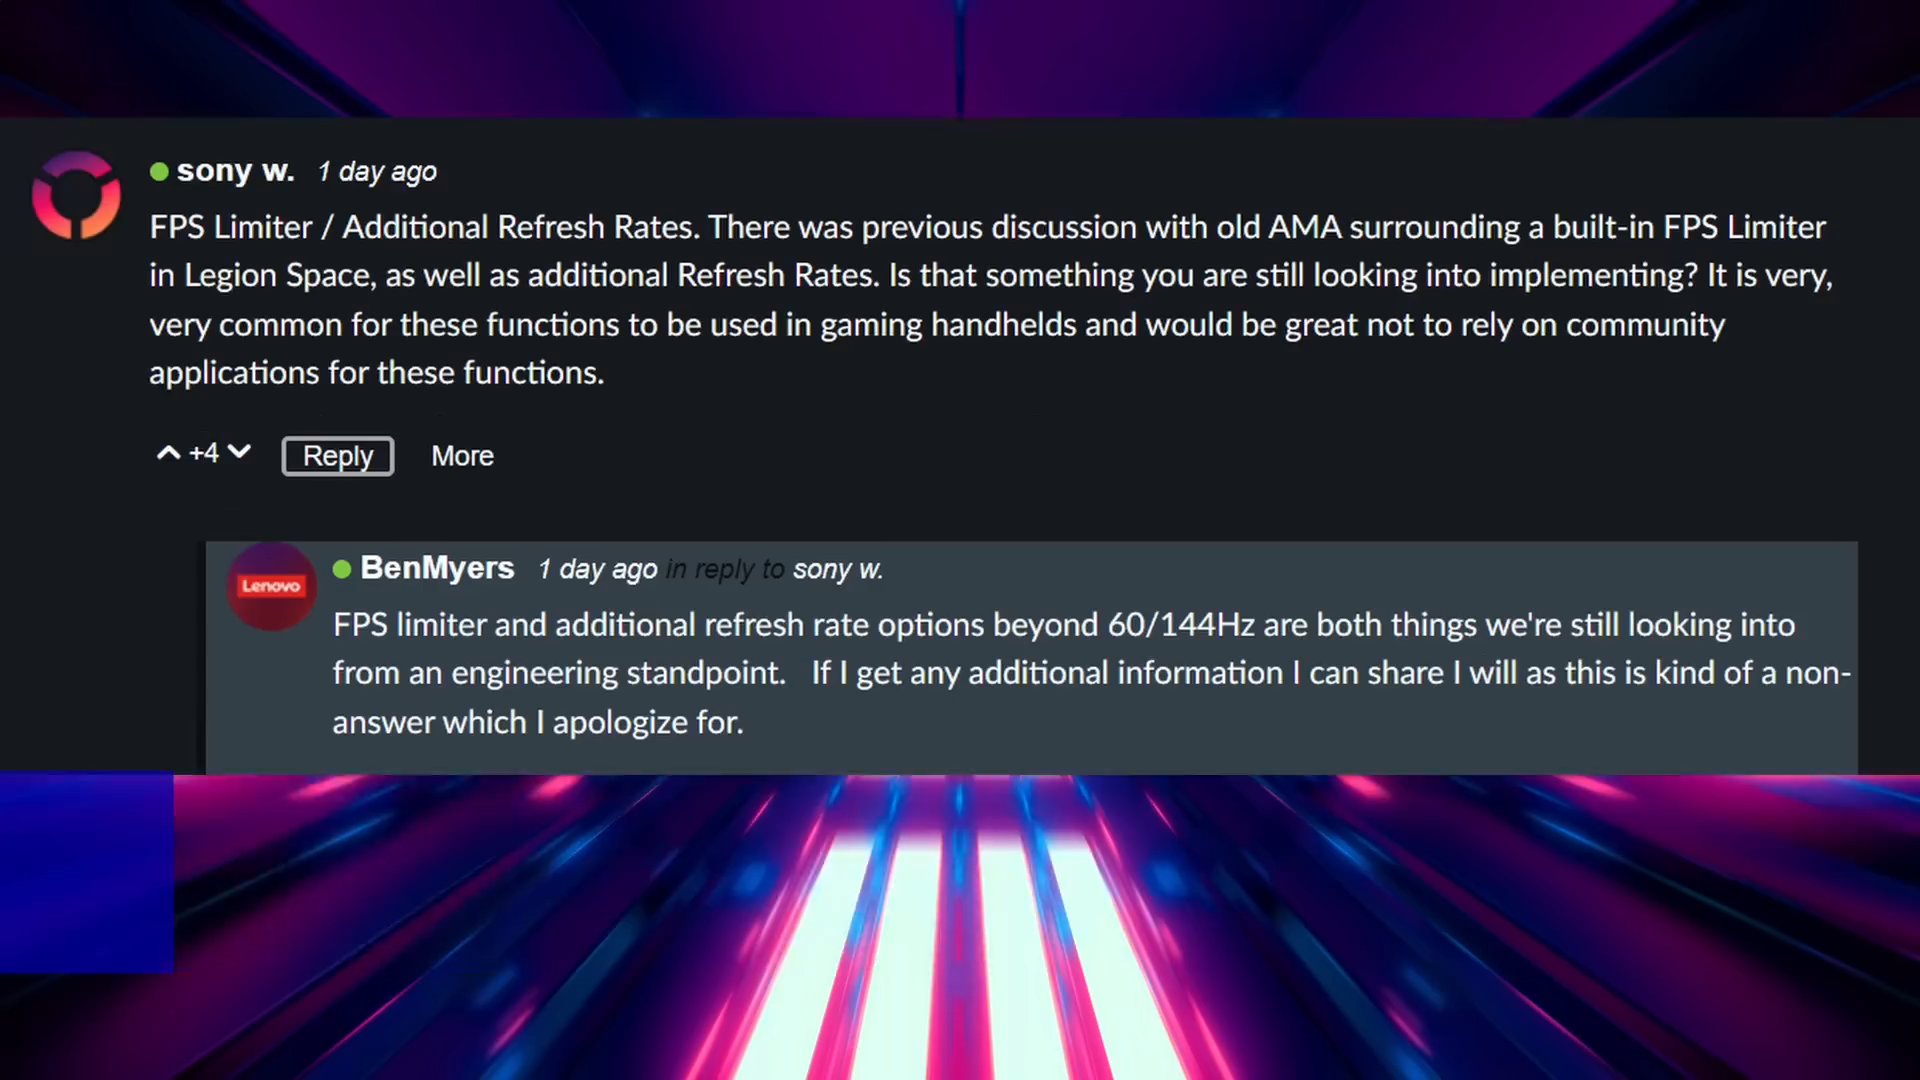 sony w. 1 day ago
FPS Limiter / Additional Refresh Rates. There was previous discussion with old AMA surrounding a built-in FPS Limiter
in Legion Space, as well as additional Refresh Rates. Is that something you are still looking into implementing? It is very,
very common for these functions to be used in gaming handhelds and would be great not to rely on community
applications for these functions.
+4 Reply More
Lenovo
BenMyers 1 day ago in reply to sony w.
FPS limiter and additional refresh rate options beyond 60/144Hz are both things we're still looking into
from an engineering standpoint. If I get any additional information I can share I will as this is kind of a non-
answer which I apologize for.